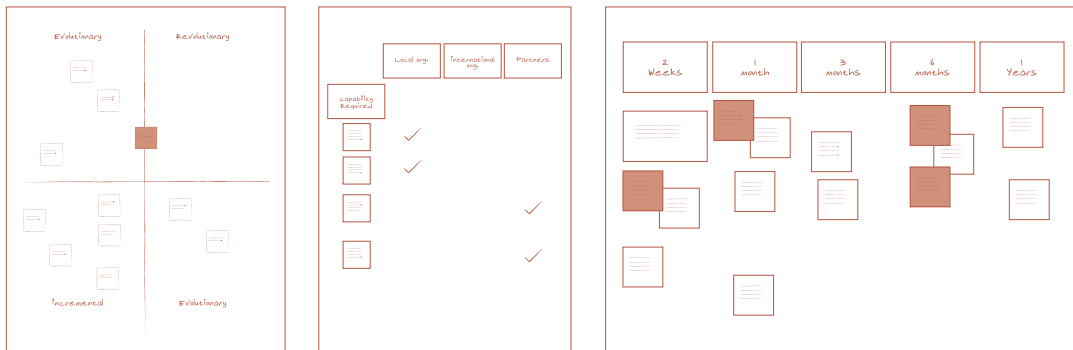 Evolutionary
Revolutionary
Incremental
Evolutionary
Local org.
International
org.
Partners
Capability
Required
2
Weeks
1
month
3
months
6
months
1
Years